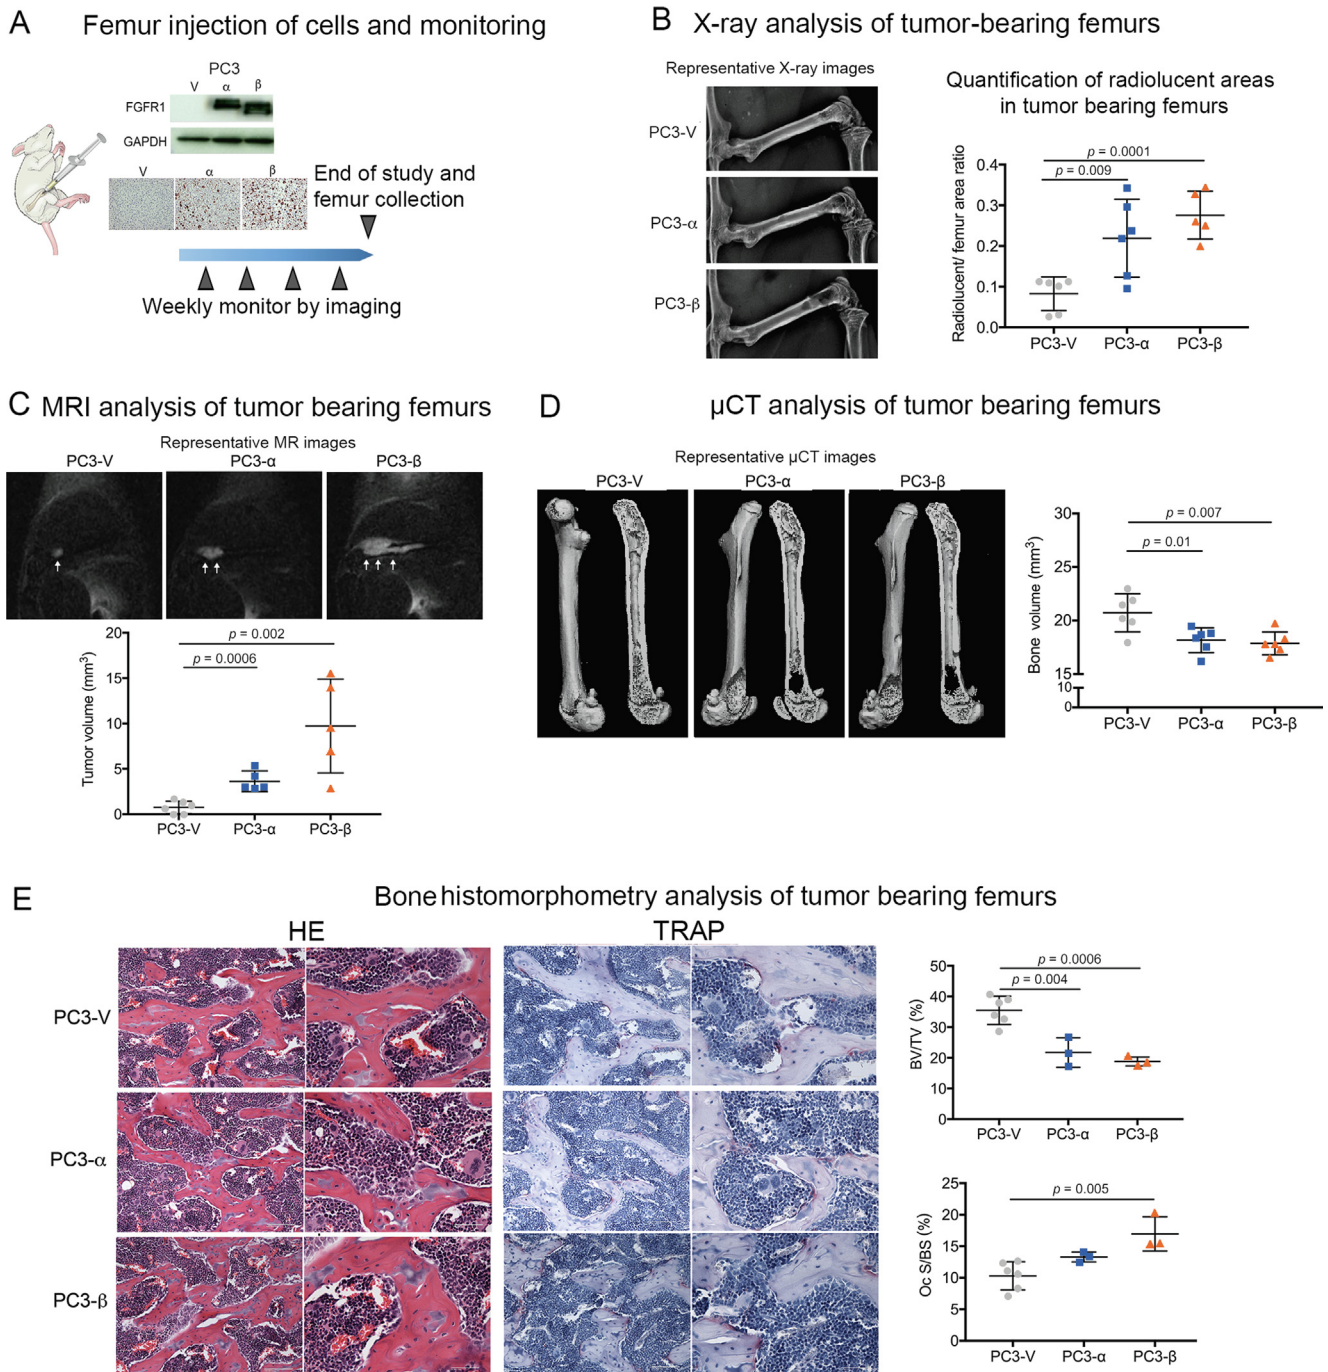 A
Femur injection of cells and monitoring
PC3
V
α
β
FGFR1
GAPDH
V
α
β
End of study and
femur collection
Weekly monitor by imaging
B
X-ray analysis of tumor-bearing femurs
Representative X-ray images
PC3-V
PC3-α
PC3-β
Quantification of radiolucent areas
in tumor bearing femurs
p = 0.0001
p = 0.009
Radiolucent/ femur area ratio
0.4
0.3
0.2
0.1
0.0
PC3-V
PC3-α
PC3-β
C
MRI analysis of tumor bearing femurs
Representative MR images
PC3-V
PC3-α
PC3-β
p = 0.002
p = 0.0006
Tumor volume (mm³)
20
15
10
5
0
PC3-V
PC3-α
PC3-β
D
µCT analysis of tumor bearing femurs
Representative µCT images
PC3-V
PC3-α
PC3-β
p = 0.007
p = 0.01
Bone volume (mm³)
30
25
20
15
10
0
PC3-V
PC3-α
PC3-β
E
Bone histomorphometry analysis of tumor bearing femurs
HE
TRAP
PC3-V
PC3-α
PC3-β
p = 0.0006
p = 0.004
BV/TV (%)
50
40
30
20
10
0
PC3-V
PC3-α
PC3-β
p = 0.005
Oc S/BS (%)
25
20
15
10
5
0
PC3-V
PC3-α
PC3-β